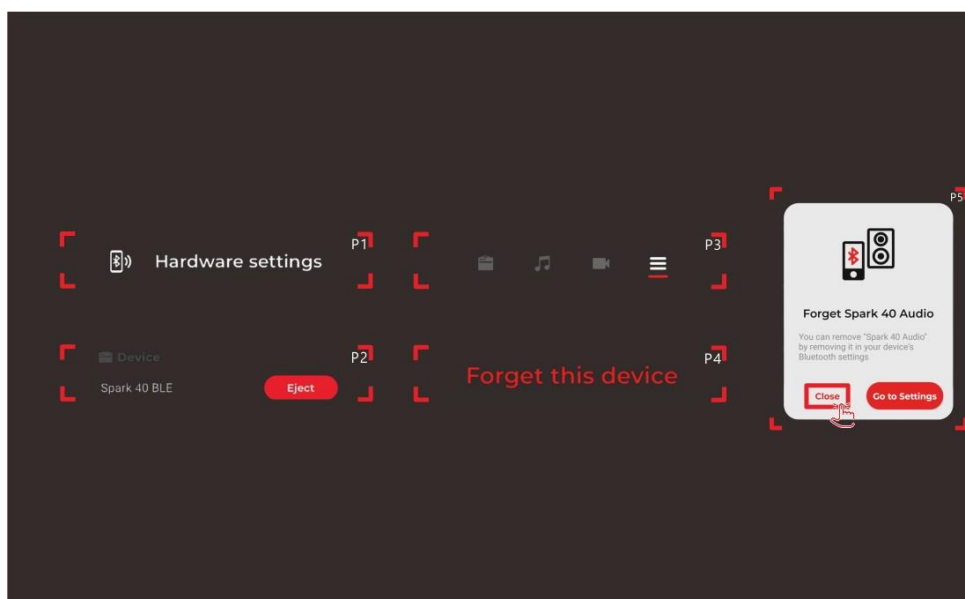 P1
Hardware settings
P2
Device
Spark 40 BLE
Eject
P3
P4
Forget this device
P5
Forget Spark 40 Audio
You can remove "Spark 40 Audio"
by removing it in your device's
Bluetooth settings
Close
Go to Settings